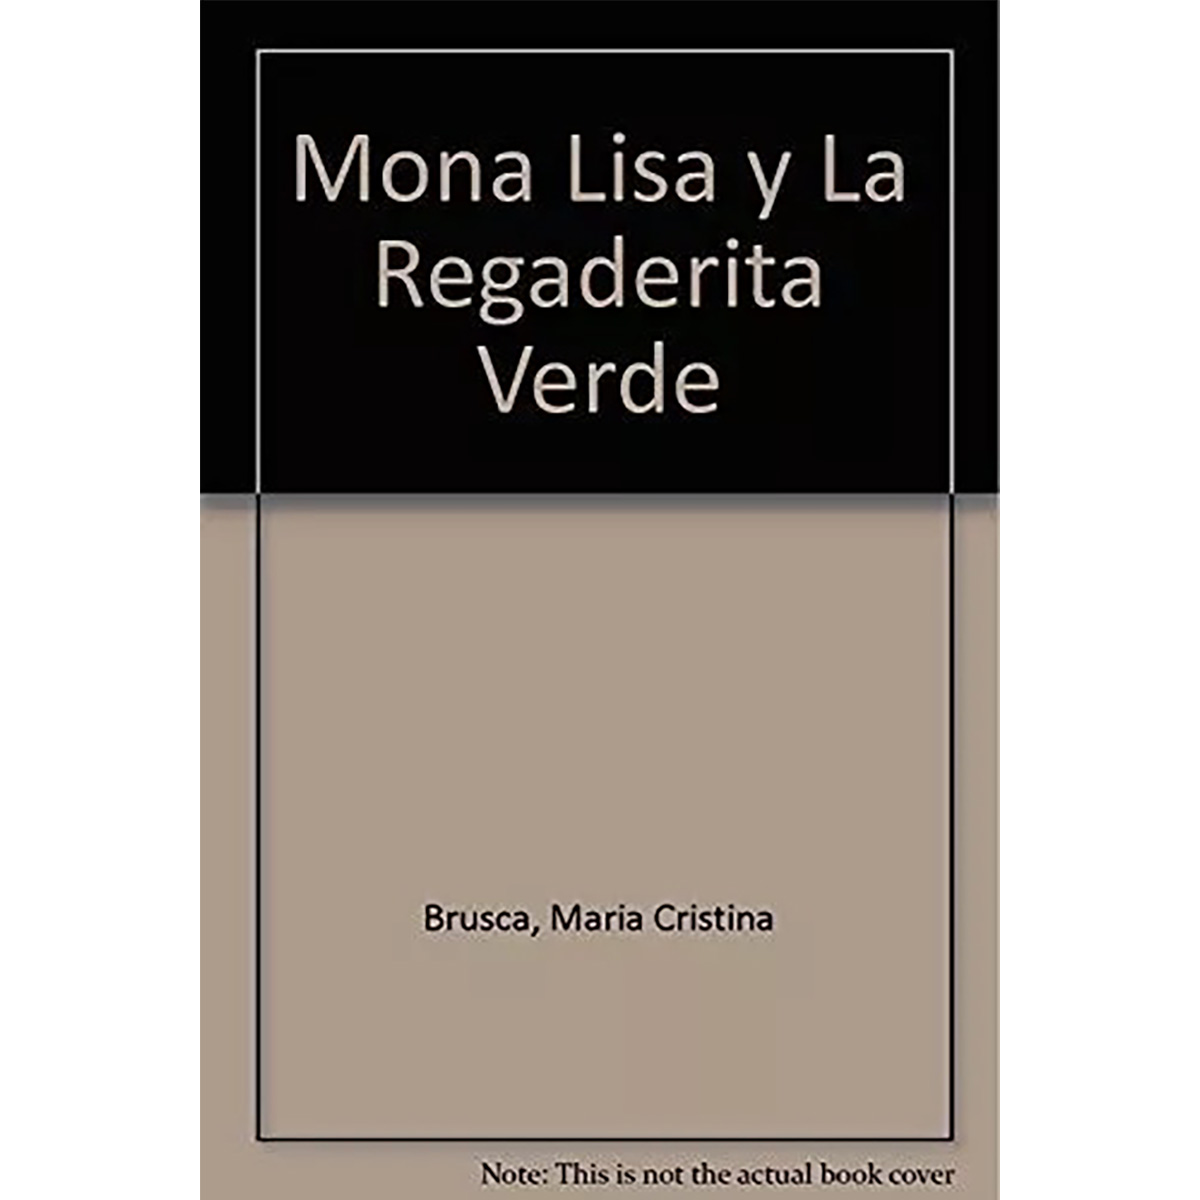 Mona Lisa y La
Regaderita
Verde
Brusca, Maria Cristina
Note: This is not the actual book cover